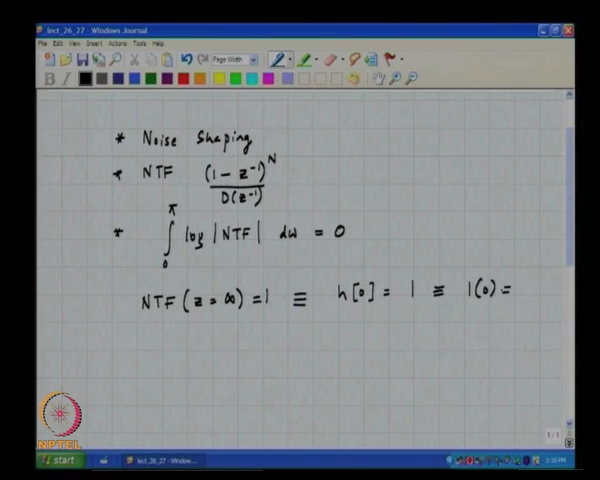 lect_26_27 - Windows Journal
File Edit View Insert Actions Tools Help
Page Width
B I
* Noise Shaping
* NTF (1 - z⁻¹)ᴺ / D(z⁻¹)
* ∫₀^π log |NTF| dω = 0
NTF (z = ∞) = 1 ≡ h[0] = 1 ≡ l(0) =
1/1
NPTEL
start lect_26_27 - Window...